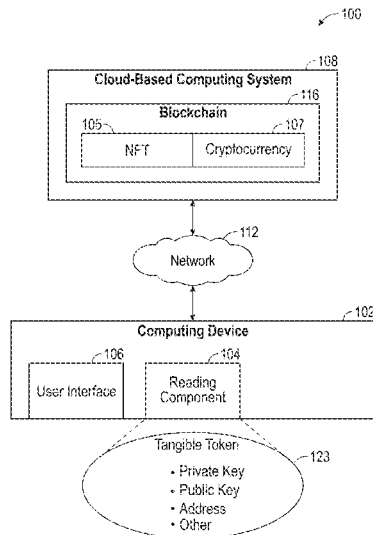 100
108
Cloud-Based Computing System
116
Blockchain
105 107
NFT Cryptocurrency
112
Network
102
Computing Device
106 104
User Interface Reading Component
Tangible Token
123
• Private Key
• Public Key
• Address
• Other